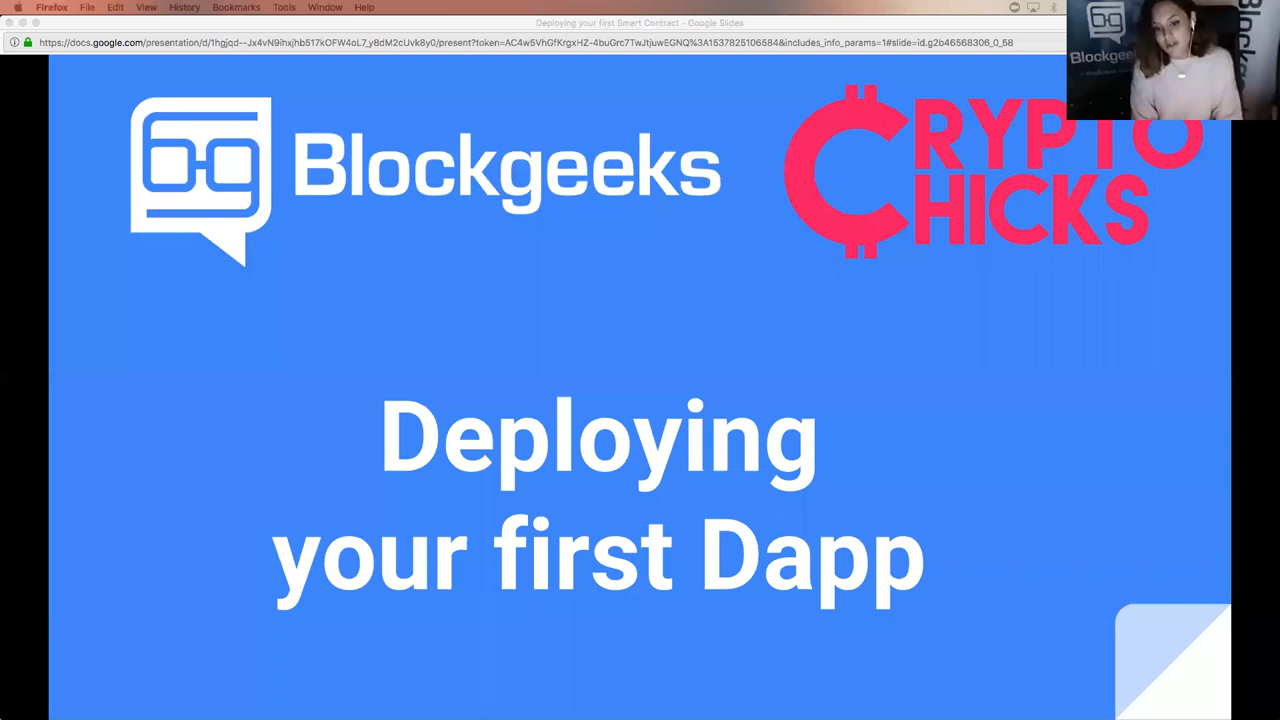 Firefox File Edit View History Bookmarks Tools Window Help
Deploying your first Smart Contract - Google Slides
Blockgeeks
CRYPTO
CHICKS
Blockgeeks
Deploying
your first Dapp